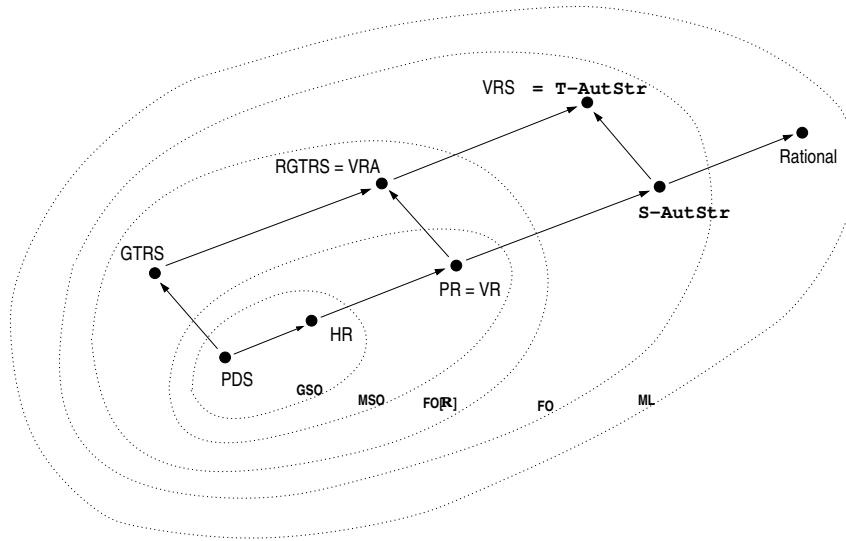 VRS = T-AutStr
Rational
RGTRS = VRA
S-AutStr
GTRS
PR = VR
HR
PDS
GSO
MSO
FO[R]
FO
ML